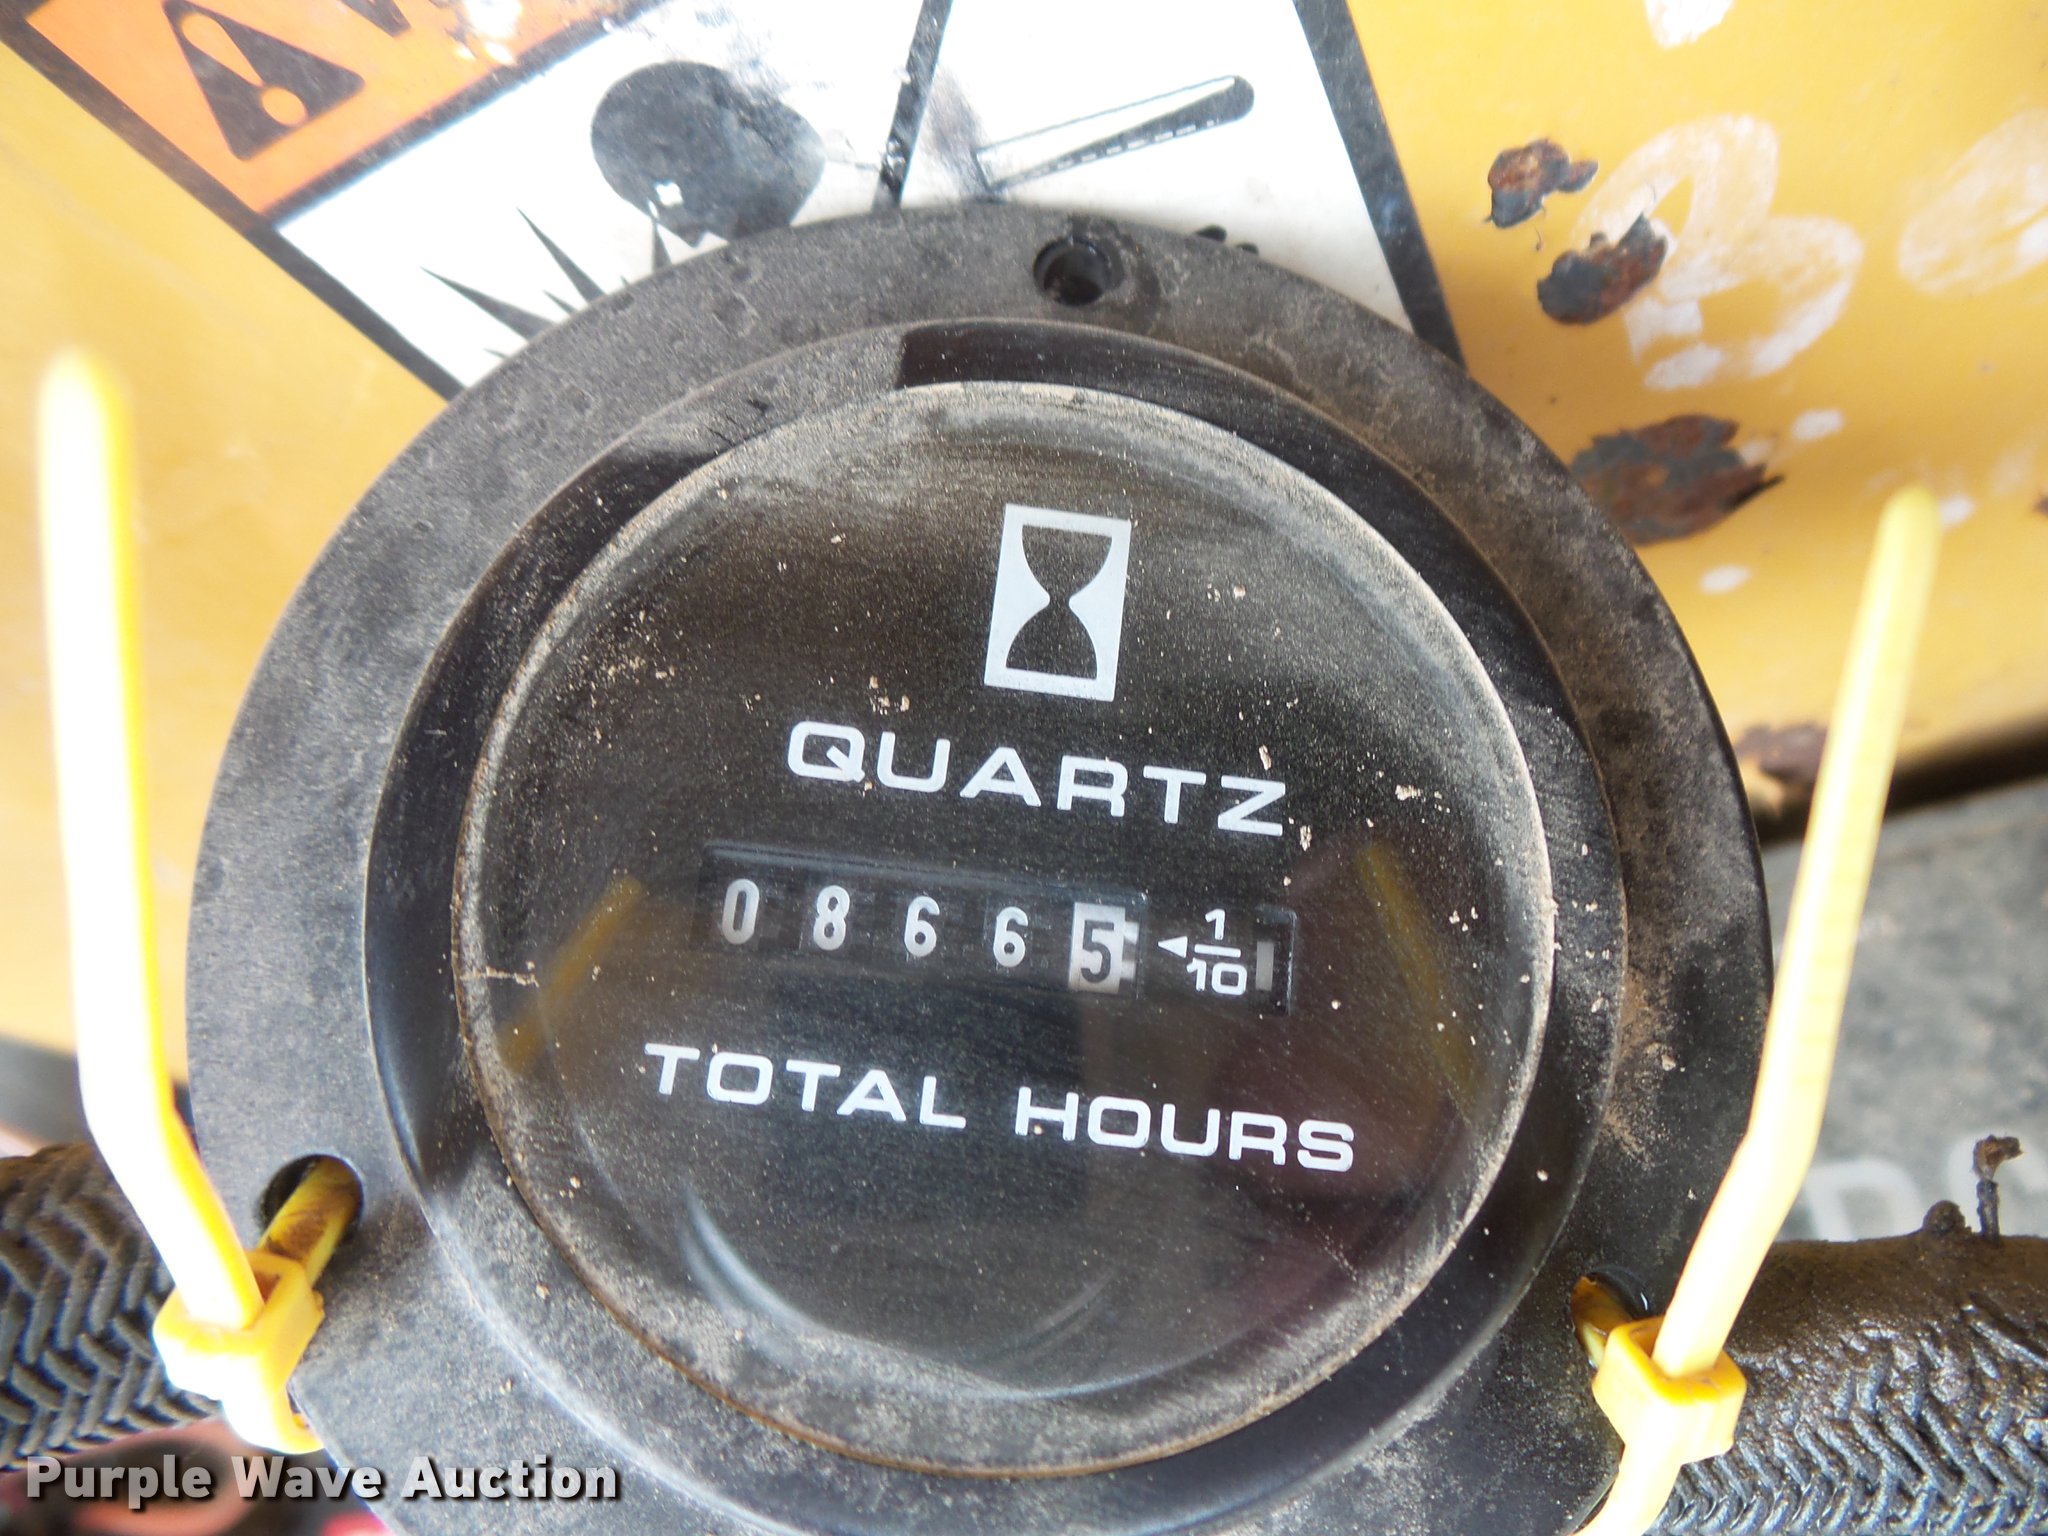 QUARTZ
08665 1/10
TOTAL HOURS
Purple Wave Auction